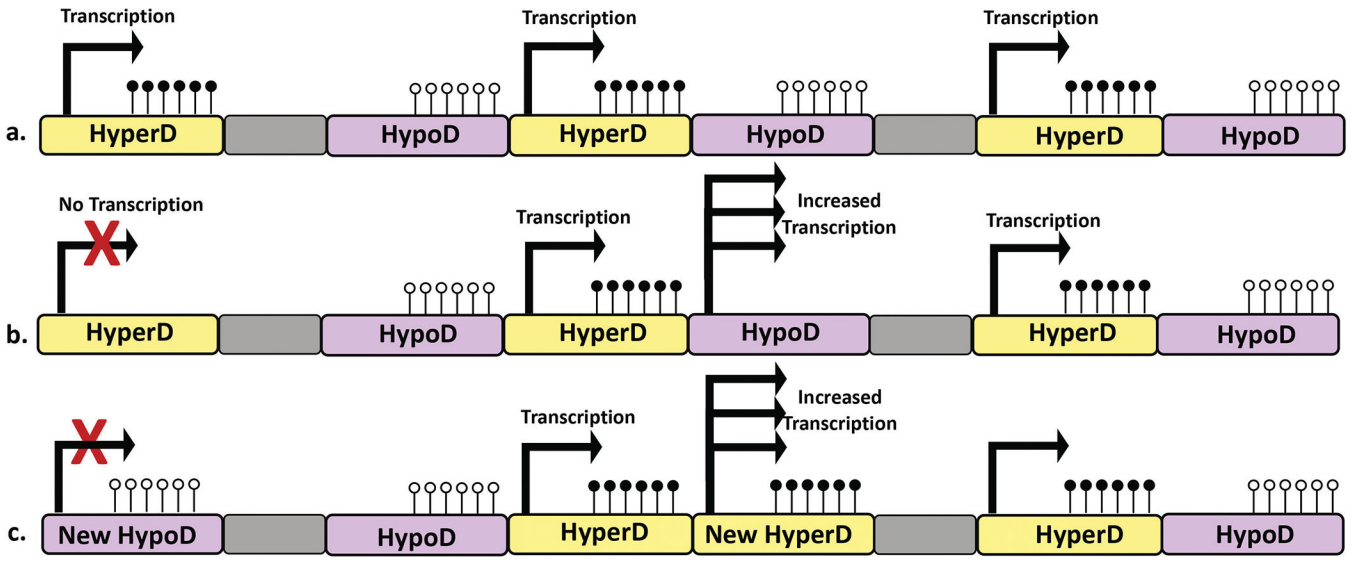 Transcription Transcription Transcription
a. HyperD HypoD HyperD HypoD HyperD HypoD
No Transcription Transcription Increased Transcription Transcription
X
b. HyperD HypoD HyperD HypoD HyperD HypoD
Transcription Increased Transcription
X
c. New HypoD HypoD HyperD New HyperD HyperD HypoD